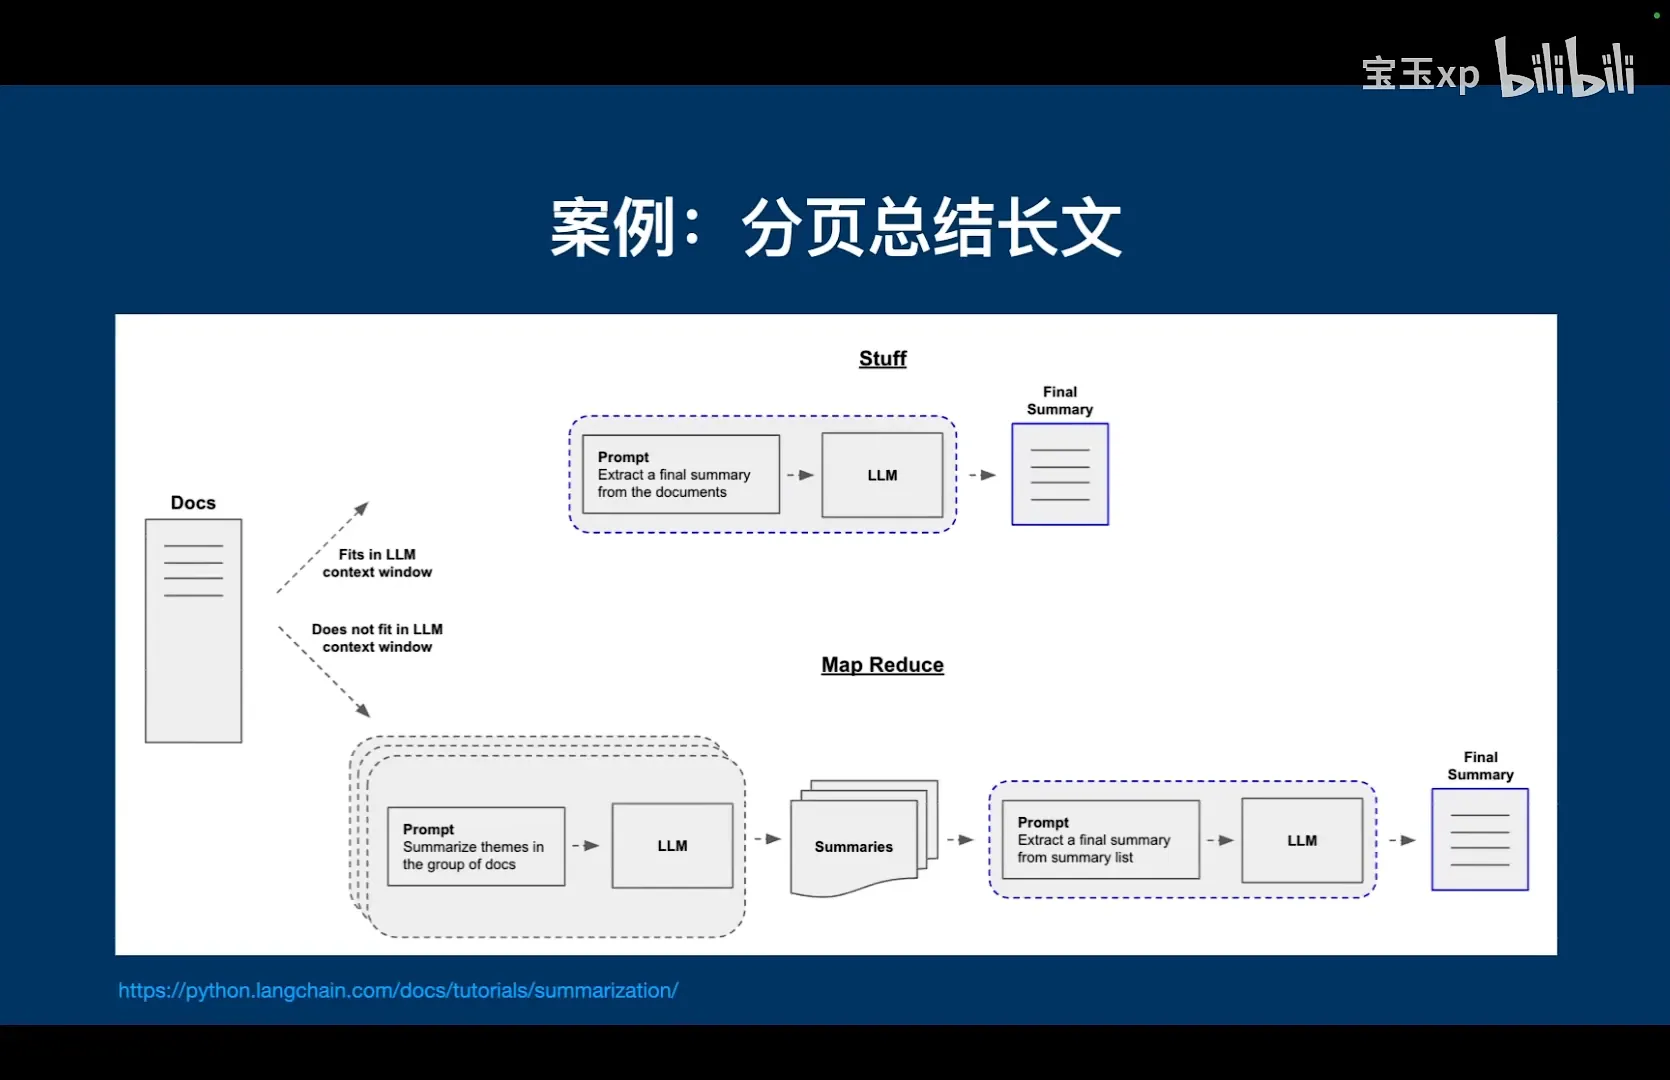 宝玉xp bilibili
案例：分页总结长文
Stuff
Final
Summary
Prompt
Extract a final summary
from the documents
LLM
Docs
Fits in LLM
context window
Does not fit in LLM
context window
Map Reduce
Final
Summary
Prompt
Summarize themes in
the group of docs
LLM
Summaries
Prompt
Extract a final summary
from summary list
LLM
https://python.langchain.com/docs/tutorials/summarization/